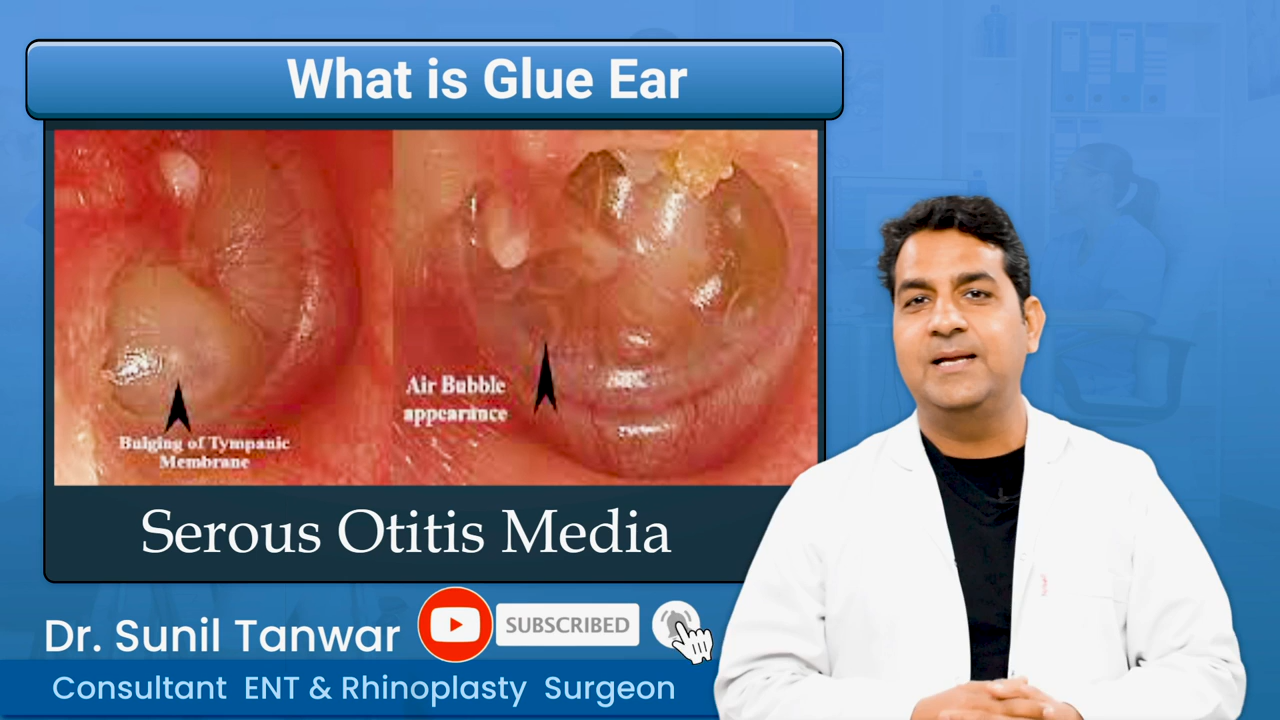 What is Glue Ear
Bulging of Tympanic
Membrane
Air Bubble
appearance
Serous Otitis Media
Dr. Sunil Tanwar
SUBSCRIBED
Consultant ENT & Rhinoplasty Surgeon